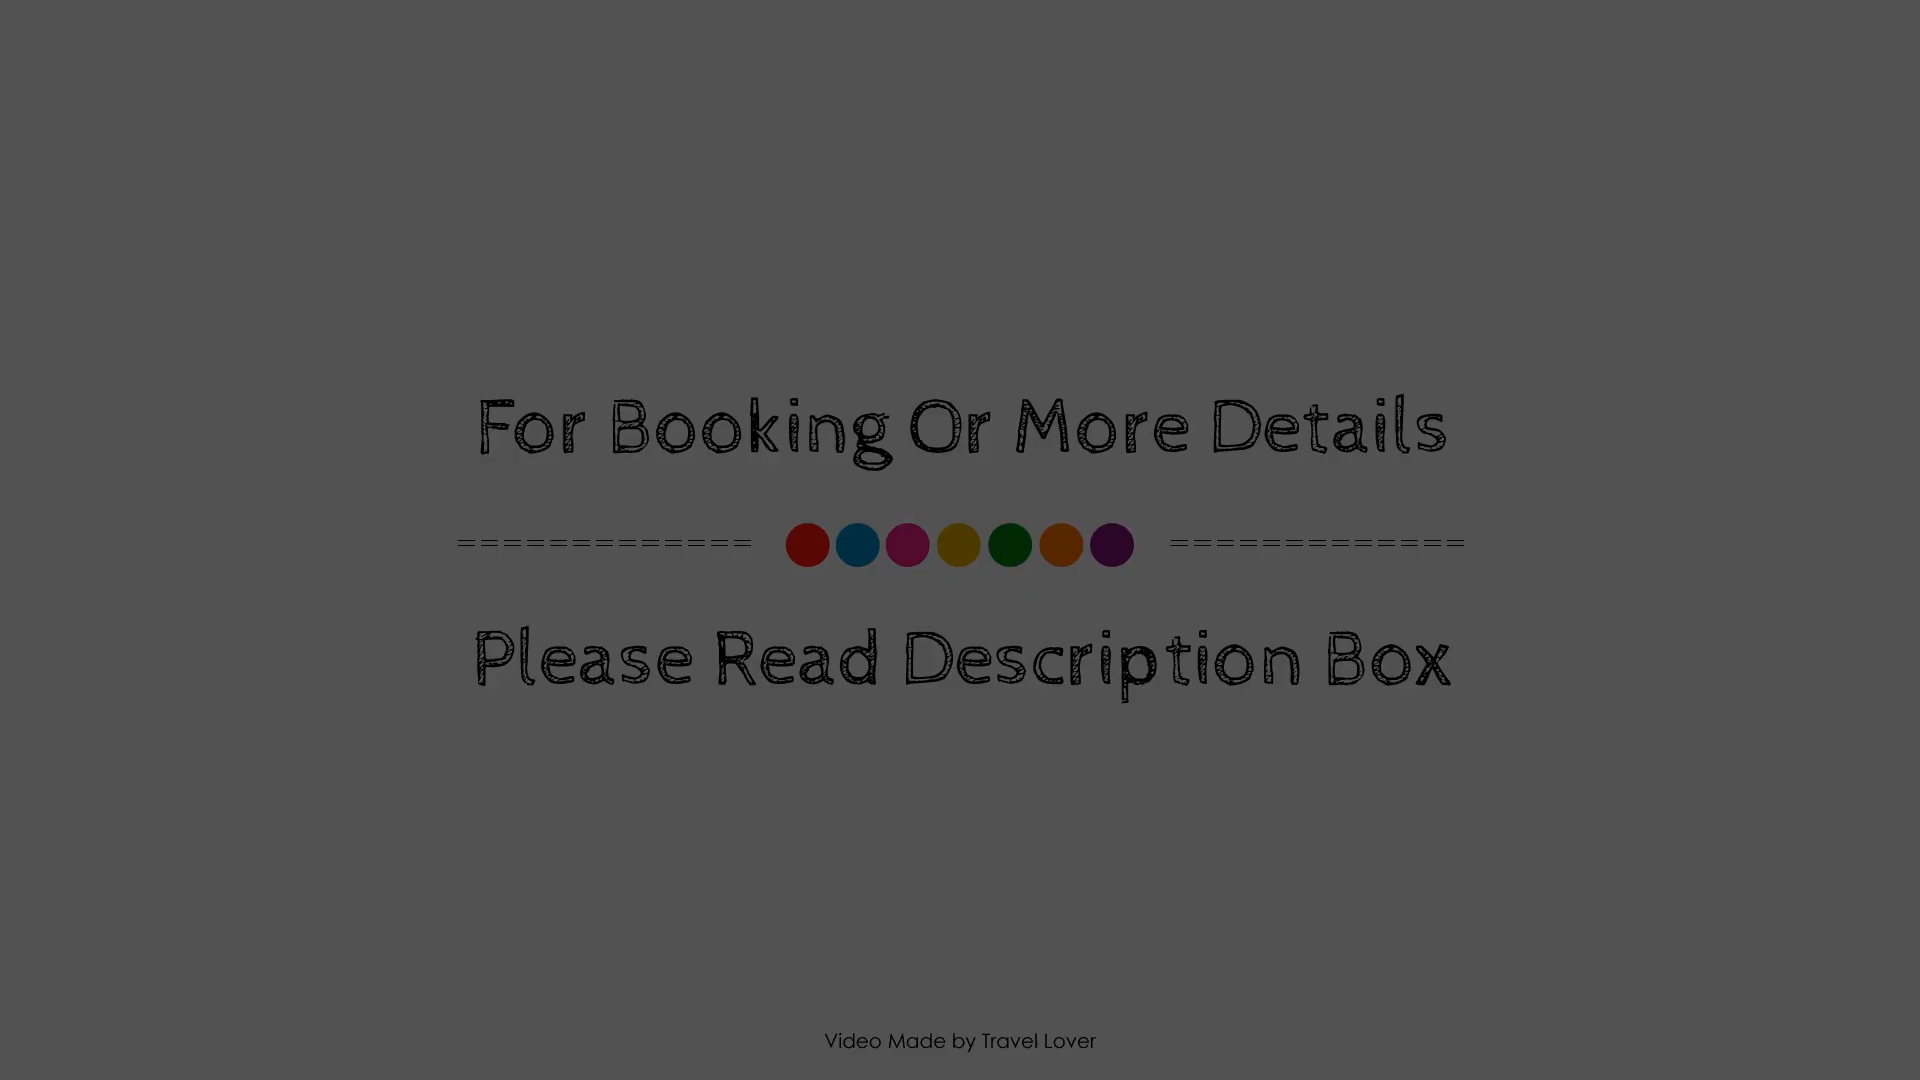 For Booking Or More Details
============= =============
Please Read Description Box
Video Made by Travel Lover